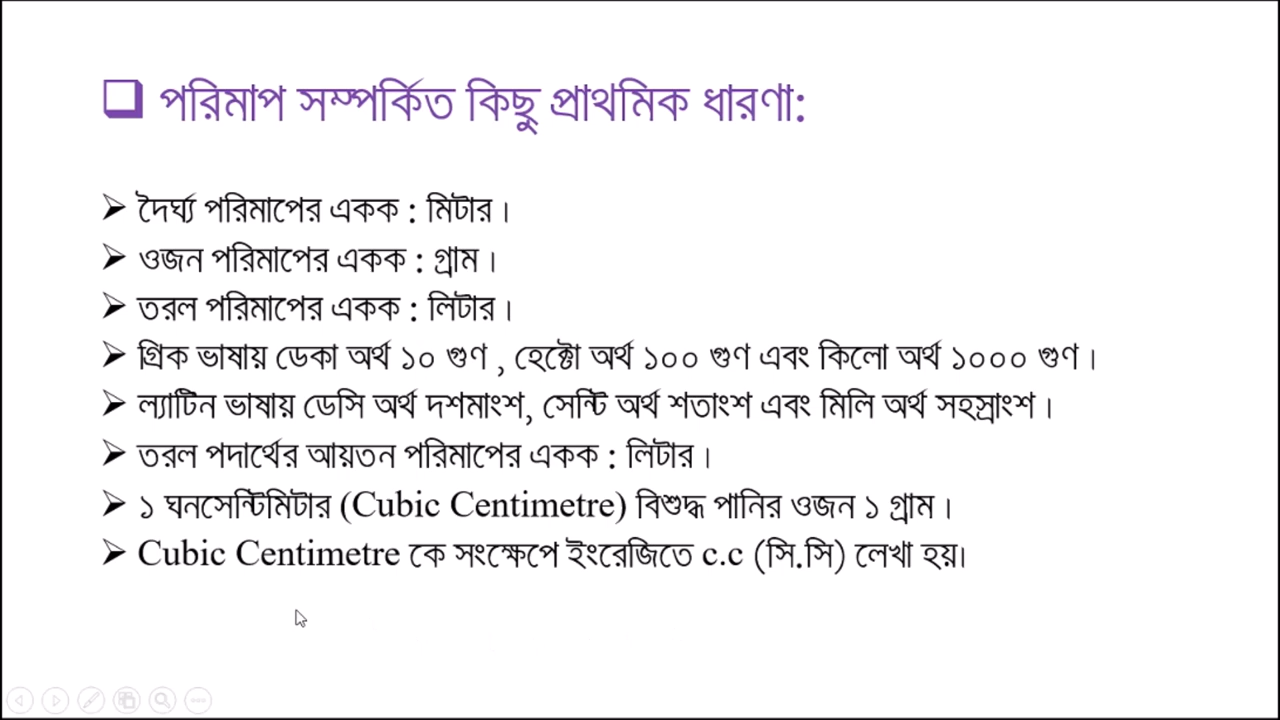 পরিমাপ সম্পর্কিত কিছু প্রাথমিক ধারণা:
দৈর্ঘ্য পরিমাপের একক : মিটার।
ওজন পরিমাপের একক : গ্রাম।
তরল পরিমাপের একক : লিটার।
গ্রিক ভাষায় ডেকা অর্থ ১০ গুণ , হেক্টো অর্থ ১০০ গুণ এবং কিলো অর্থ ১০০০ গুণ।
ল্যাটিন ভাষায় ডেসি অর্থ দশমাংশ, সেন্টি অর্থ শতাংশ এবং মিলি অর্থ সহস্রাংশ।
তরল পদার্থের আয়তন পরিমাপের একক : লিটার।
১ ঘনসেন্টিমিটার (Cubic Centimetre) বিশুদ্ধ পানির ওজন ১ গ্রাম।
Cubic Centimetre কে সংক্ষেপে ইংরেজিতে c.c (সি.সি) লেখা হয়।